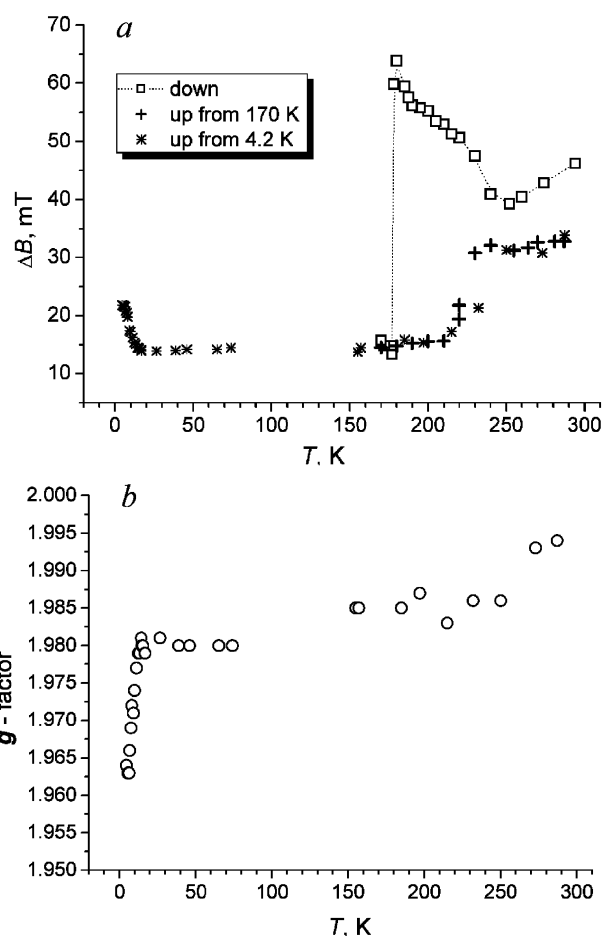 a
70
60
50
40
30
20
10
ΔB, mT
down
up from 170 K
up from 4.2 K
0 50 100 150 200 250 300
T, K
b
2.000
1.995
1.990
1.985
1.980
1.975
1.970
1.965
1.960
1.955
1.950
g - factor
0 50 100 150 200 250 300
T, K